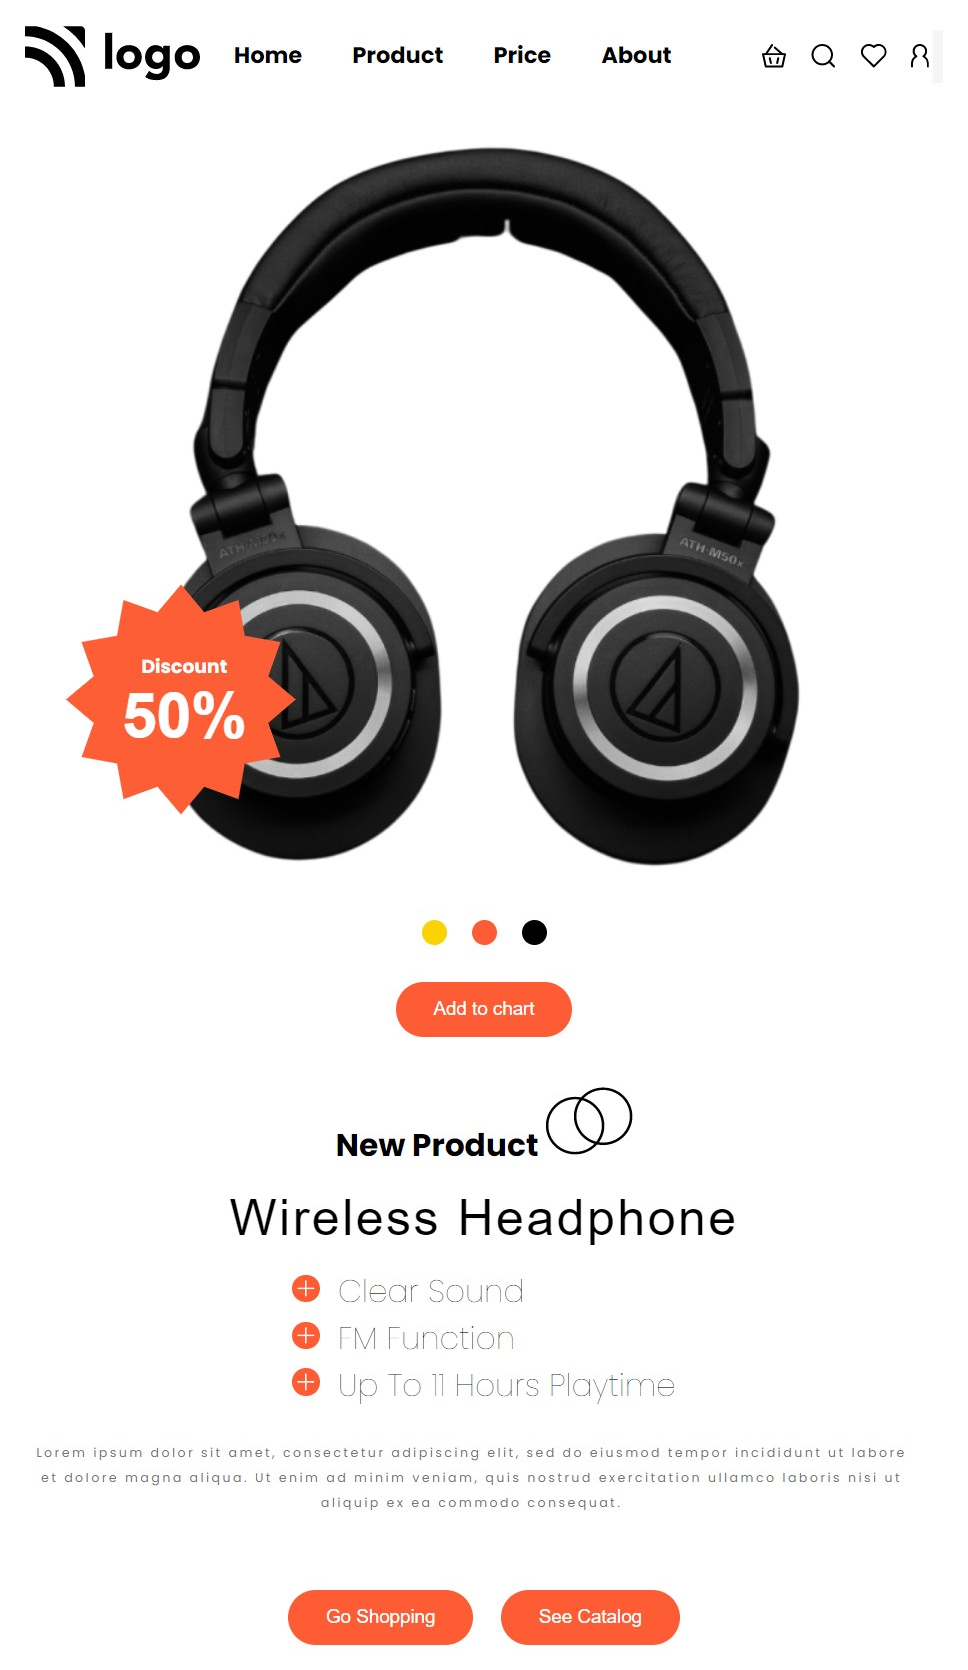 logo
Home Product Price About
ATH-M50x
ATH-M50x
Discount
50%
Add to chart
New Product
Wireless Headphone
Clear Sound
FM Function
Up To 11 Hours Playtime
Lorem ipsum dolor sit amet, consectetur adipiscing elit, sed do eiusmod tempor incididunt ut labore
et dolore magna aliqua. Ut enim ad minim veniam, quis nostrud exercitation ullamco laboris nisi ut
aliquip ex ea commodo consequat.
Go Shopping See Catalog